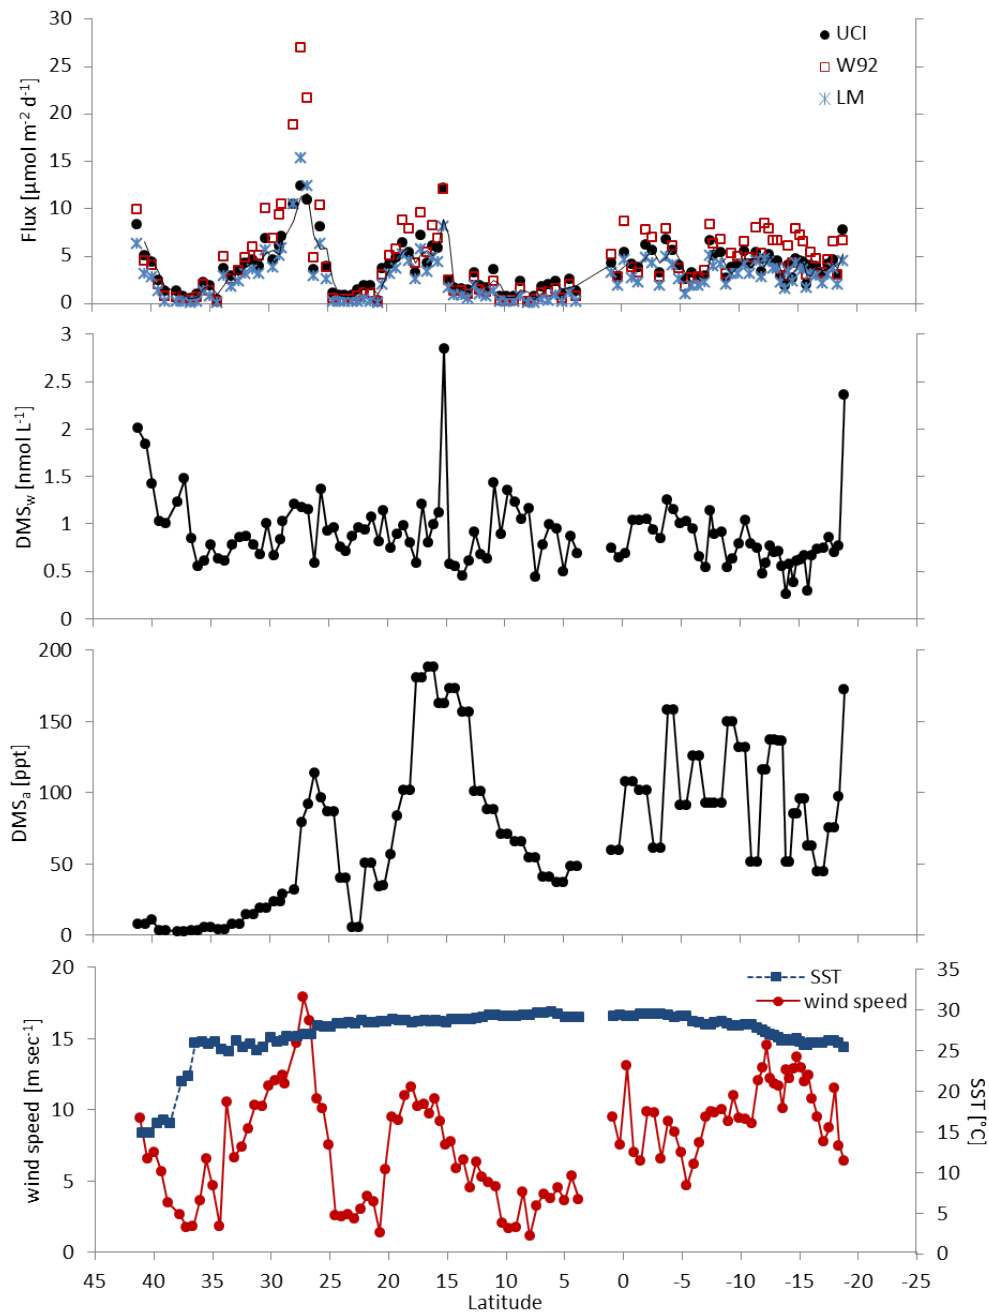 Flux [µmol m-2 d-1]
30
25
20
15
10
5
0
UCI
W92
LM
DMSw [nmol L-1]
3
2.5
2
1.5
1
0.5
0
DMSa [ppt]
200
150
100
50
0
wind speed [m sec-1]
20
15
10
5
0
SST
wind speed
35
30
25
20
15
10
5
0
SST [°C]
45 40 35 30 25 20 15 10 5 0 -5 -10 -15 -20 -25
Latitude